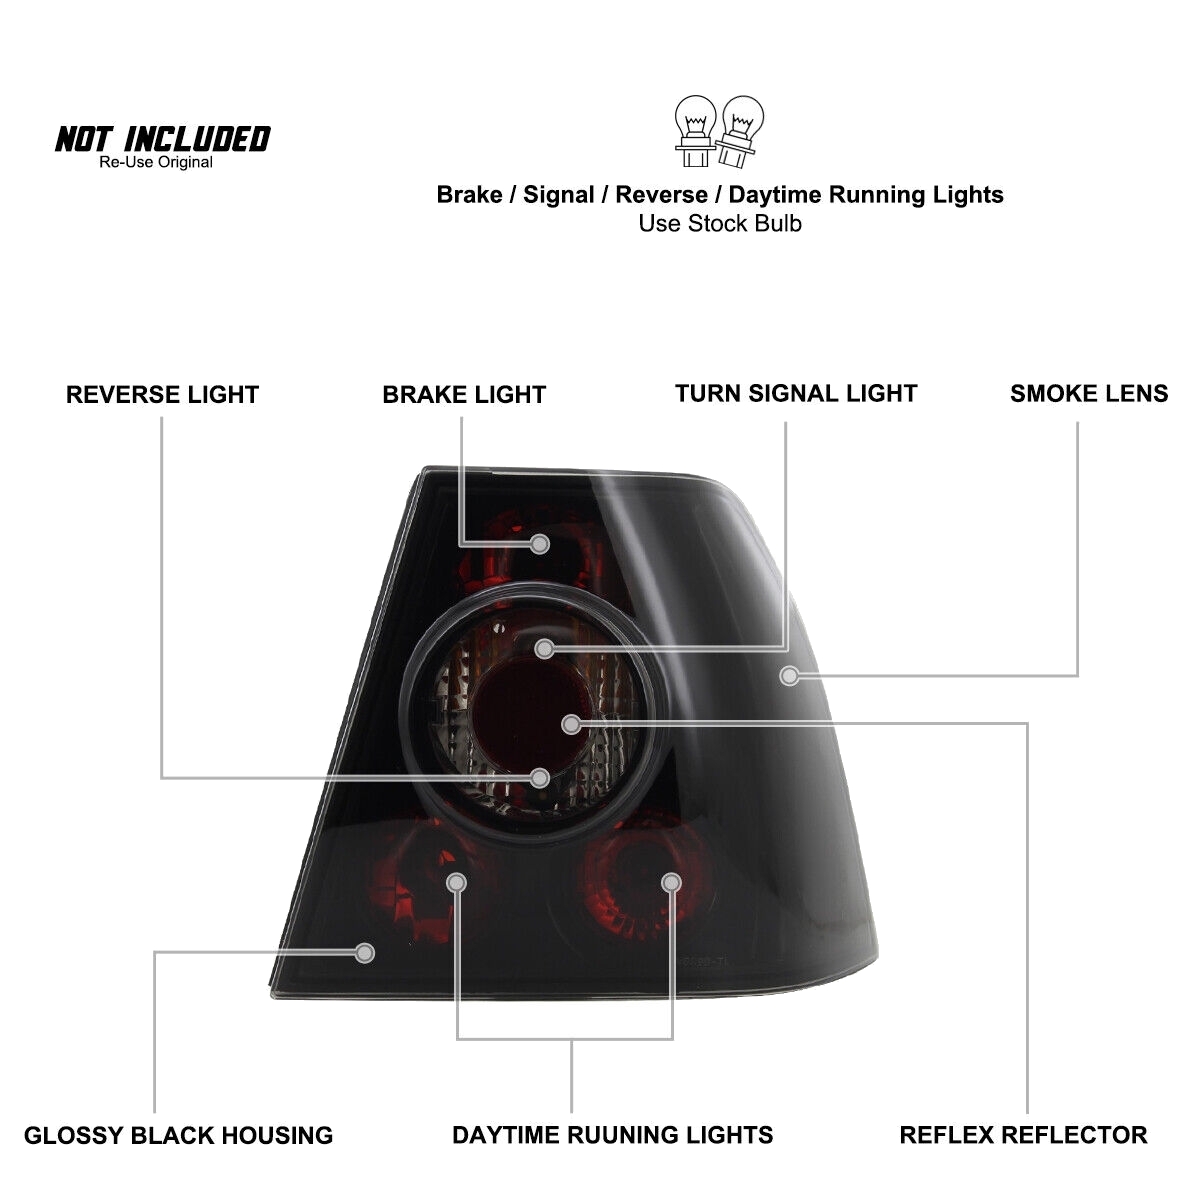 NOT INCLUDED
Re-Use Original
Brake / Signal / Reverse / Daytime Running Lights
Use Stock Bulb
REVERSE LIGHT
BRAKE LIGHT
TURN SIGNAL LIGHT
SMOKE LENS
GLOSSY BLACK HOUSING
DAYTIME RUUNING LIGHTS
REFLEX REFLECTOR